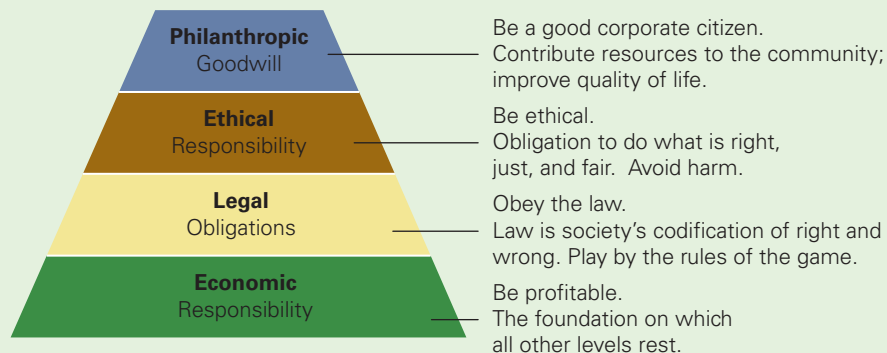 Philanthropic
Goodwill
Be a good corporate citizen.
Contribute resources to the community;
improve quality of life.
Ethical
Responsibility
Be ethical.
Obligation to do what is right,
just, and fair. Avoid harm.
Legal
Obligations
Obey the law.
Law is society’s codification of right and
wrong. Play by the rules of the game.
Economic
Responsibility
Be profitable.
The foundation on which
all other levels rest.